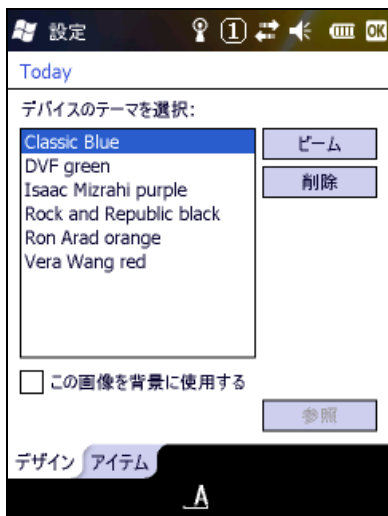 設定 1 OK
Today
デバイスのテーマを選択:
Classic Blue
DVF green
Isaac Mizrahi purple
Rock and Republic black
Ron Arad orange
Vera Wang red
ビーム
削除
この画像を背景に使用する
参照
デザイン アイテム
A